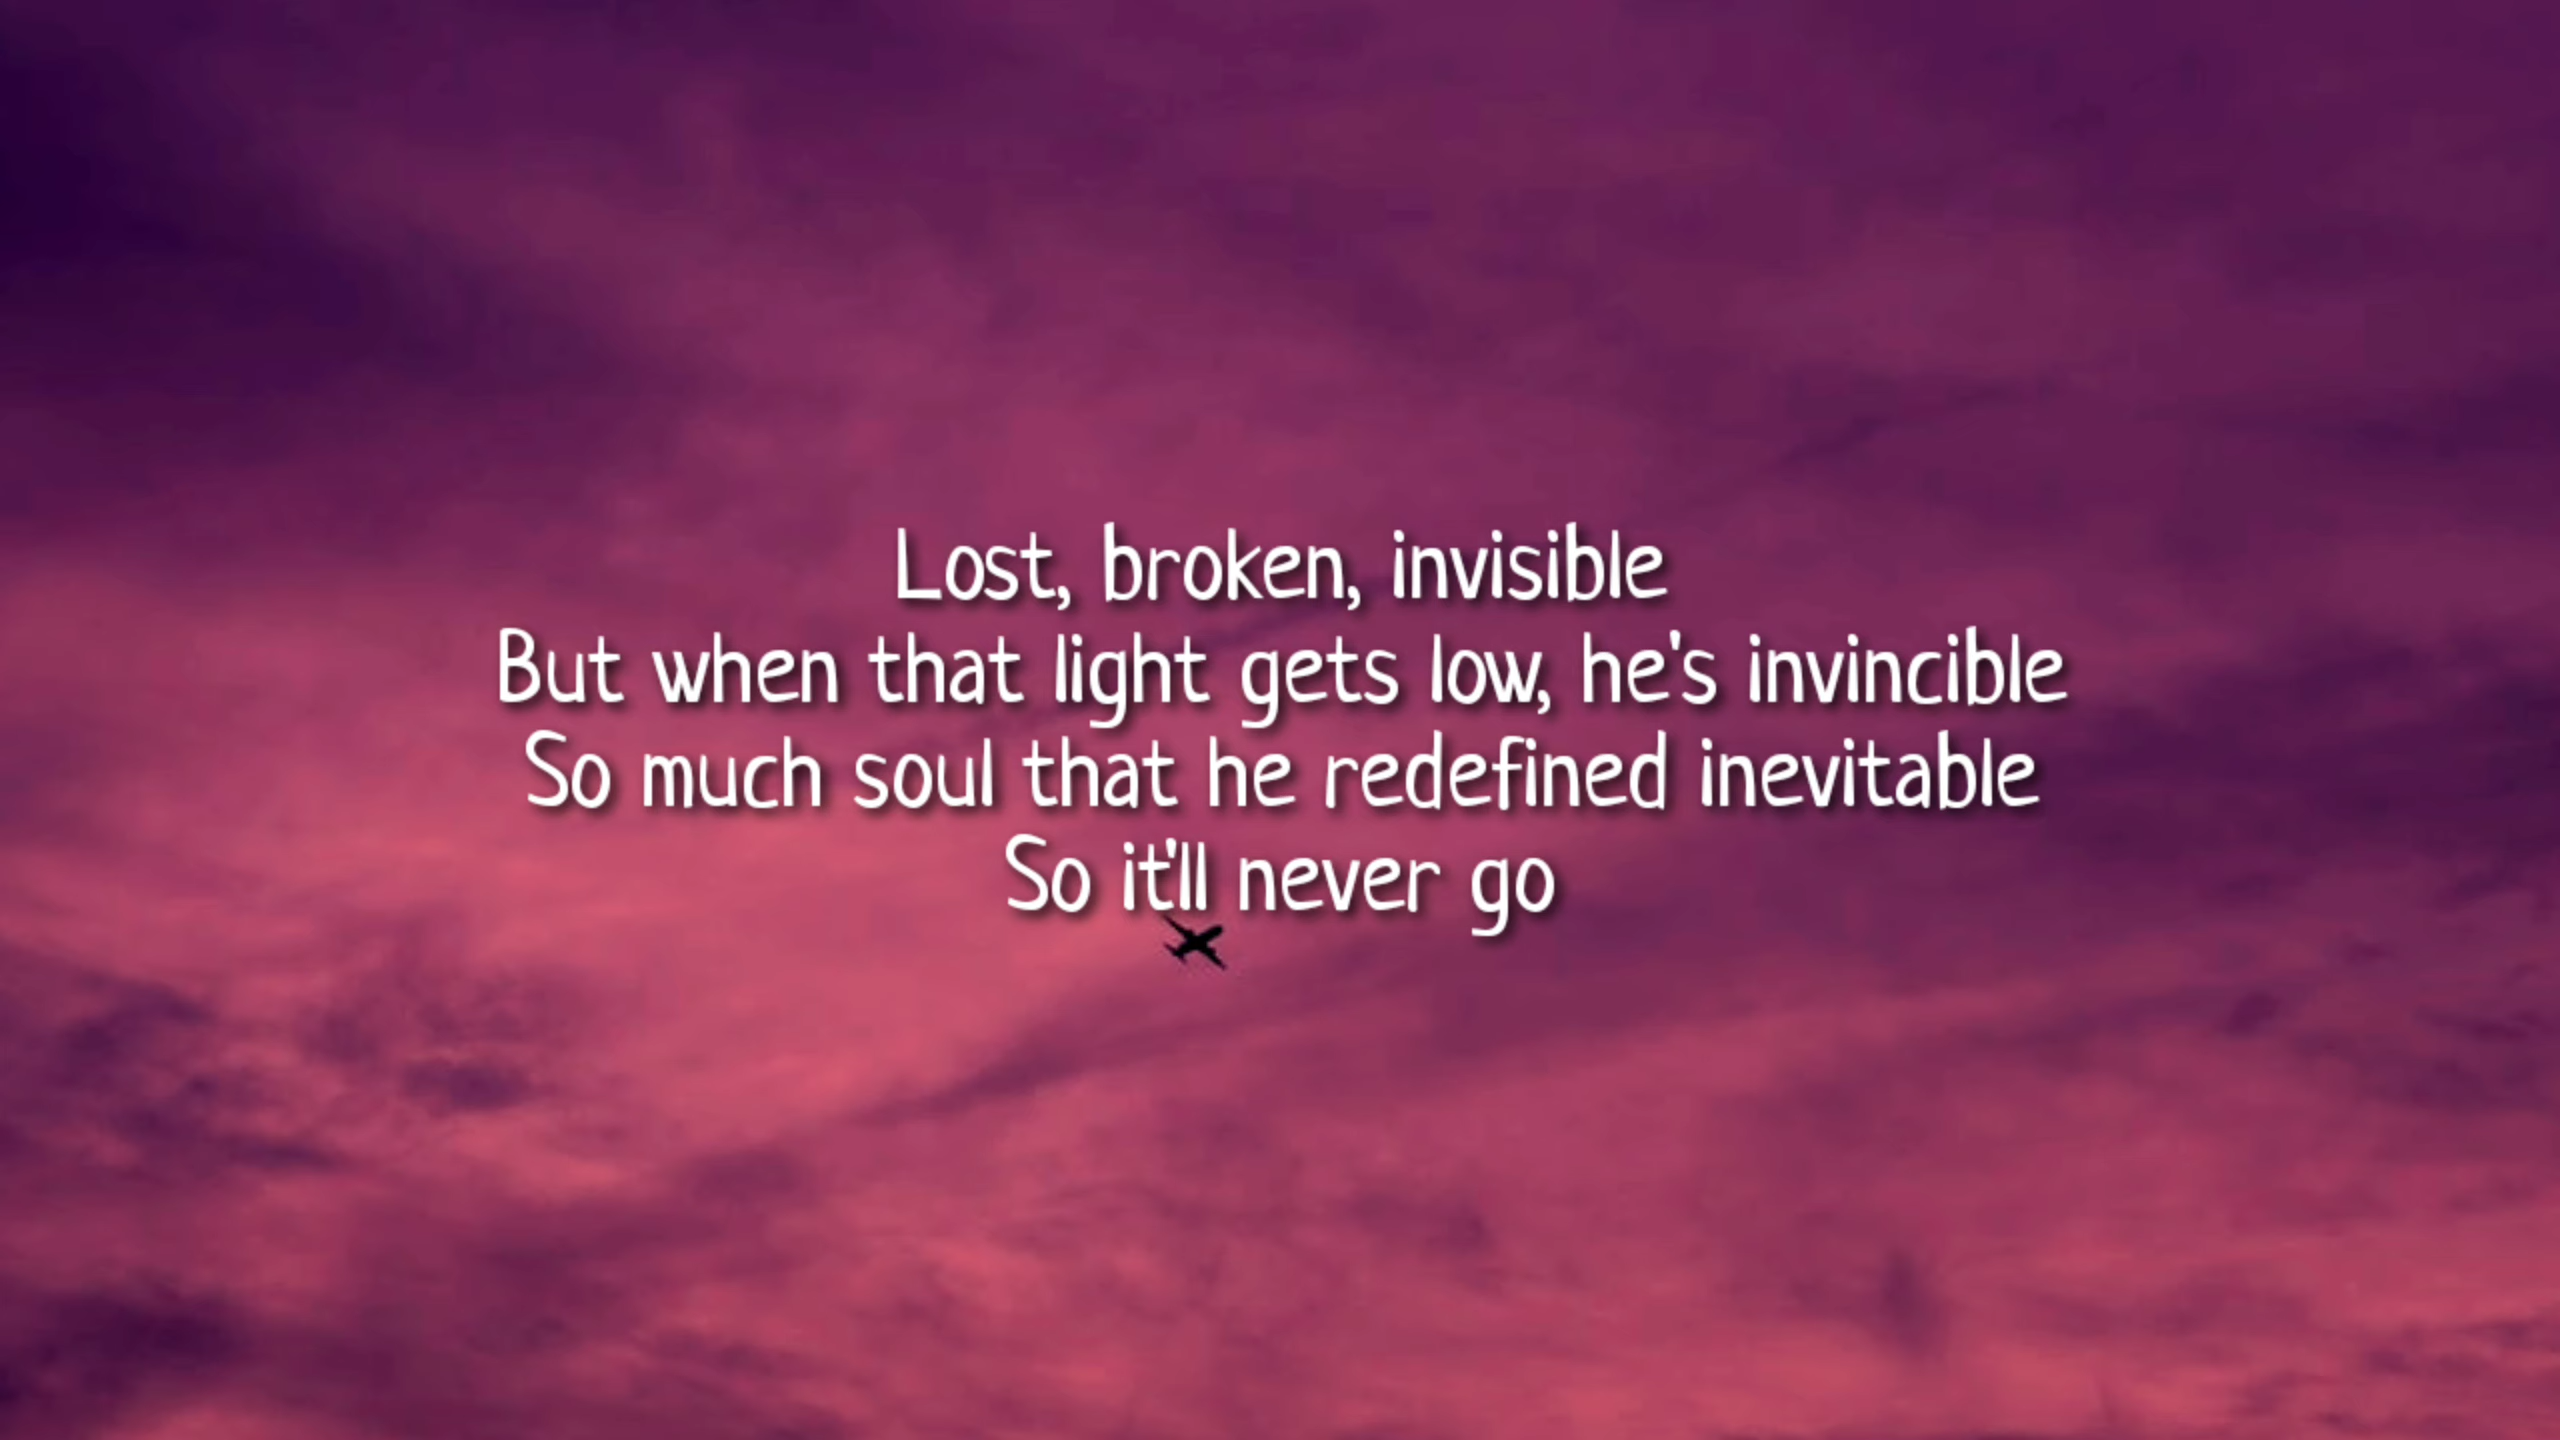 Lost, broken, invisible
But when that light gets low, he's invincible
So much soul that he redefined inevitable
So it'll never go